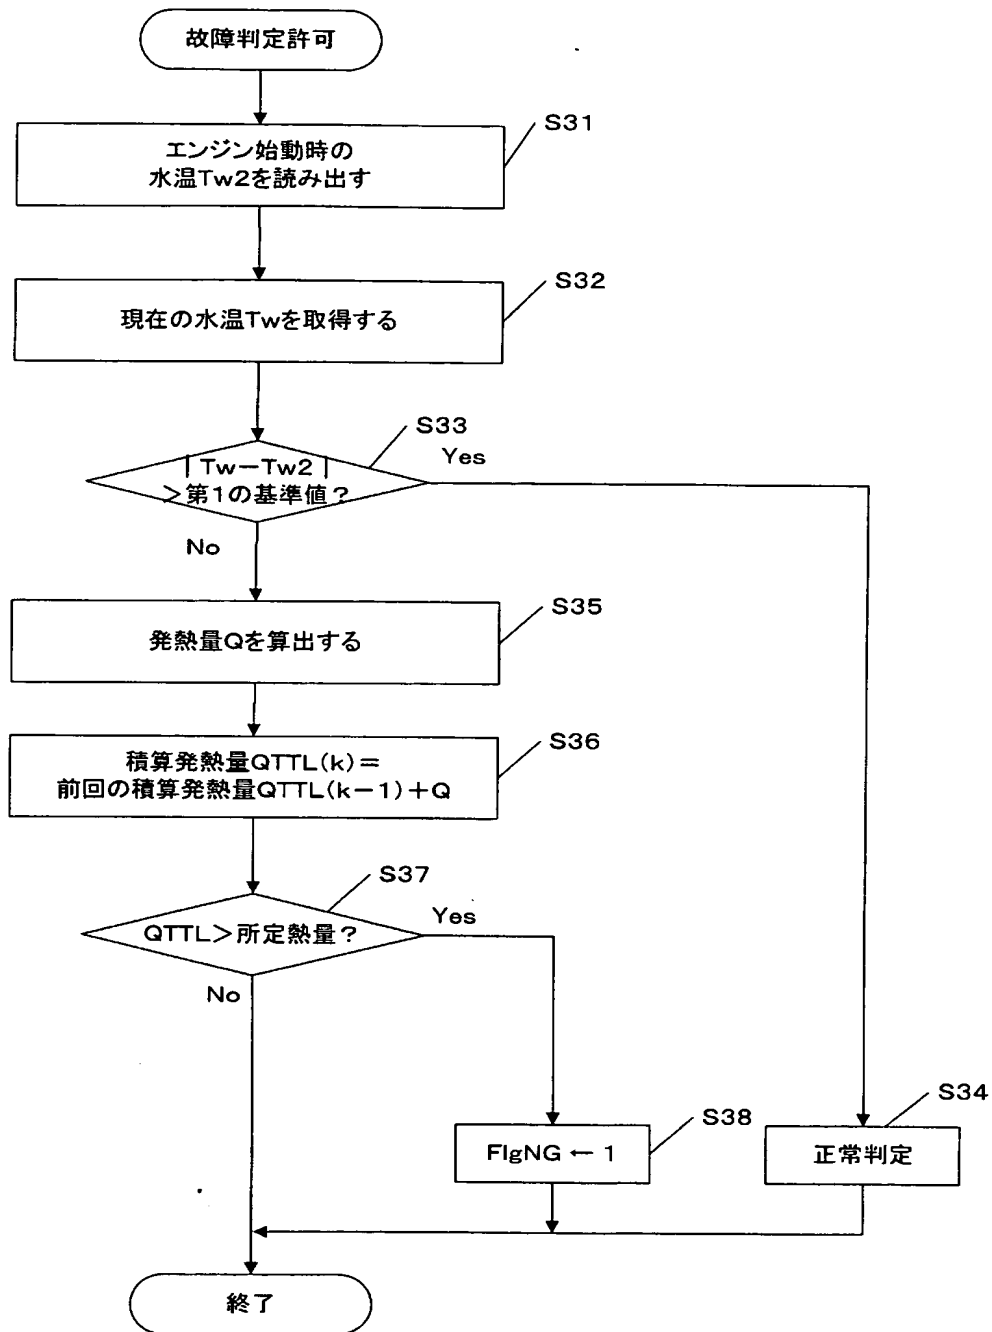 故障判定許可
S31
エンジン始動時の
水温Tw2を読み出す
S32
現在の水温Twを取得する
S33
Yes
|Tw-Tw2|
>第1の基準値?
No
S35
発熱量Qを算出する
S36
積算発熱量QTTL(k)=
前回の積算発熱量QTTL(k-1)+Q
S37
Yes
QTTL>所定熱量?
No
S38
FlgNG ← 1
S34
正常判定
終了